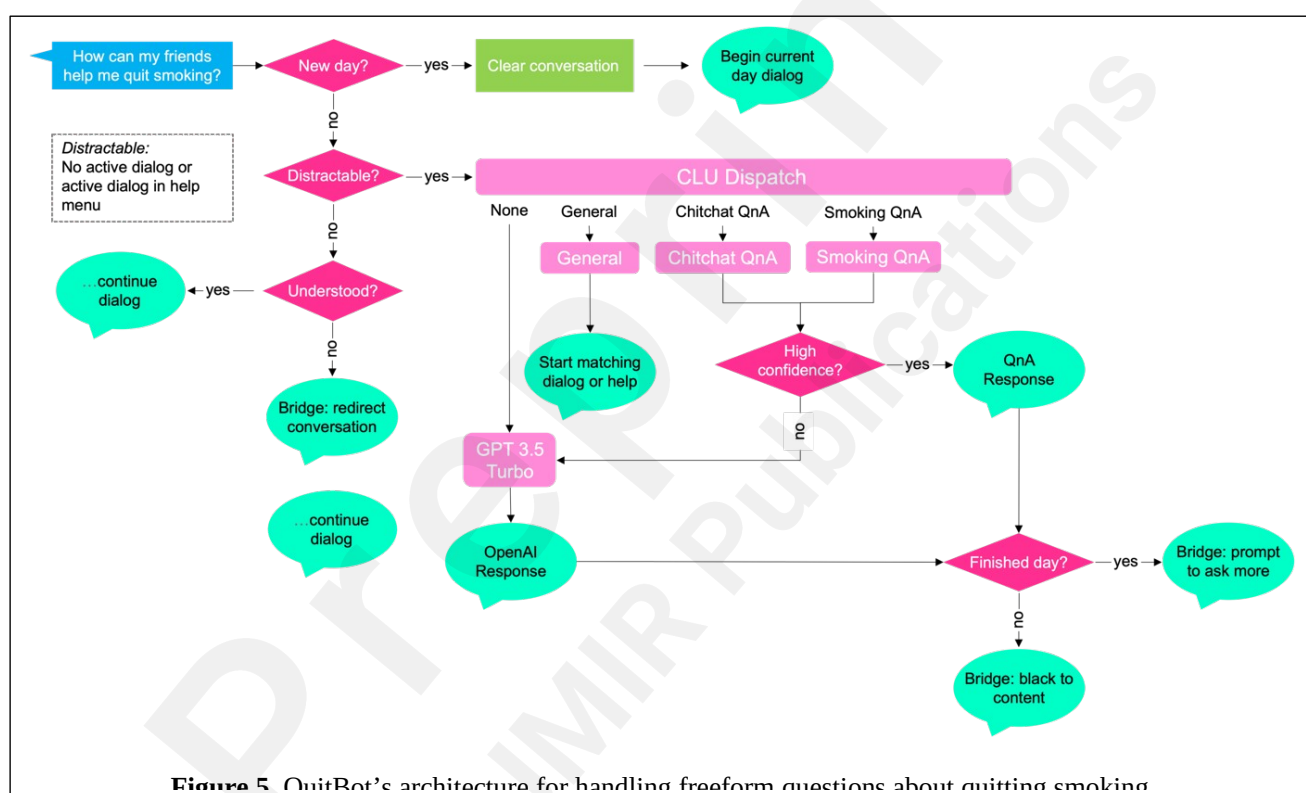 How can my friends
help me quit smoking?
New day?
yes
Clear conversation
Begin current
day dialog
no
Distractable:
No active dialog or
active dialog in help
menu
Distractable?
yes
CLU Dispatch
None
General
Chitchat QnA
Smoking QnA
no
General
Chitchat QnA
Smoking QnA
…continue
dialog
yes
Understood?
no
Start matching
dialog or help
High
confidence?
yes
QnA
Response
Bridge: redirect
conversation
no
GPT 3.5
Turbo
…continue
dialog
OpenAI
Response
Finished day?
yes
Bridge: prompt
to ask more
no
Bridge: black to
content
Figure 5. QuitBot's architecture for handling freeform questions about quitting smoking
Preprint
JMIR Publications